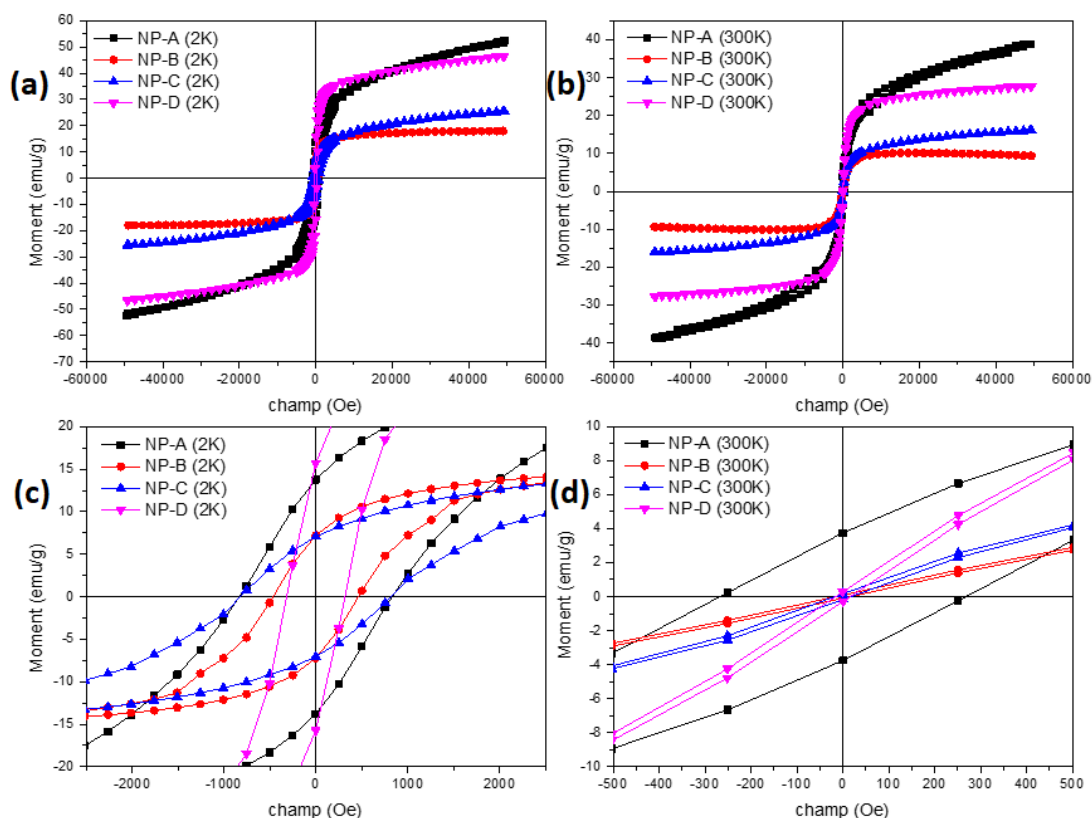 (a)
NP-A (2K)
NP-B (2K)
NP-C (2K)
NP-D (2K)
Moment (emu/g)
60
50
40
30
20
10
0
-10
-20
-30
-40
-50
-60
-70
-60000 -40000 -20000 0 20000 40000 60000
champ (Oe)
(b)
NP-A (300K)
NP-B (300K)
NP-C (300K)
NP-D (300K)
Moment (emu/g)
40
30
20
10
0
-10
-20
-30
-40
-60000 -40000 -20000 0 20000 40000 60000
champ (Oe)
(c)
NP-A (2K)
NP-B (2K)
NP-C (2K)
NP-D (2K)
Moment (emu/g)
20
15
10
5
0
-5
-10
-15
-20
-2000 -1000 0 1000 2000
champ (Oe)
(d)
NP-A (300K)
NP-B (300K)
NP-C (300K)
NP-D (300K)
Moment (emu/g)
10
8
6
4
2
0
-2
-4
-6
-8
-10
-500 -400 -300 -200 -100 0 100 200 300 400 500
champ (Oe)